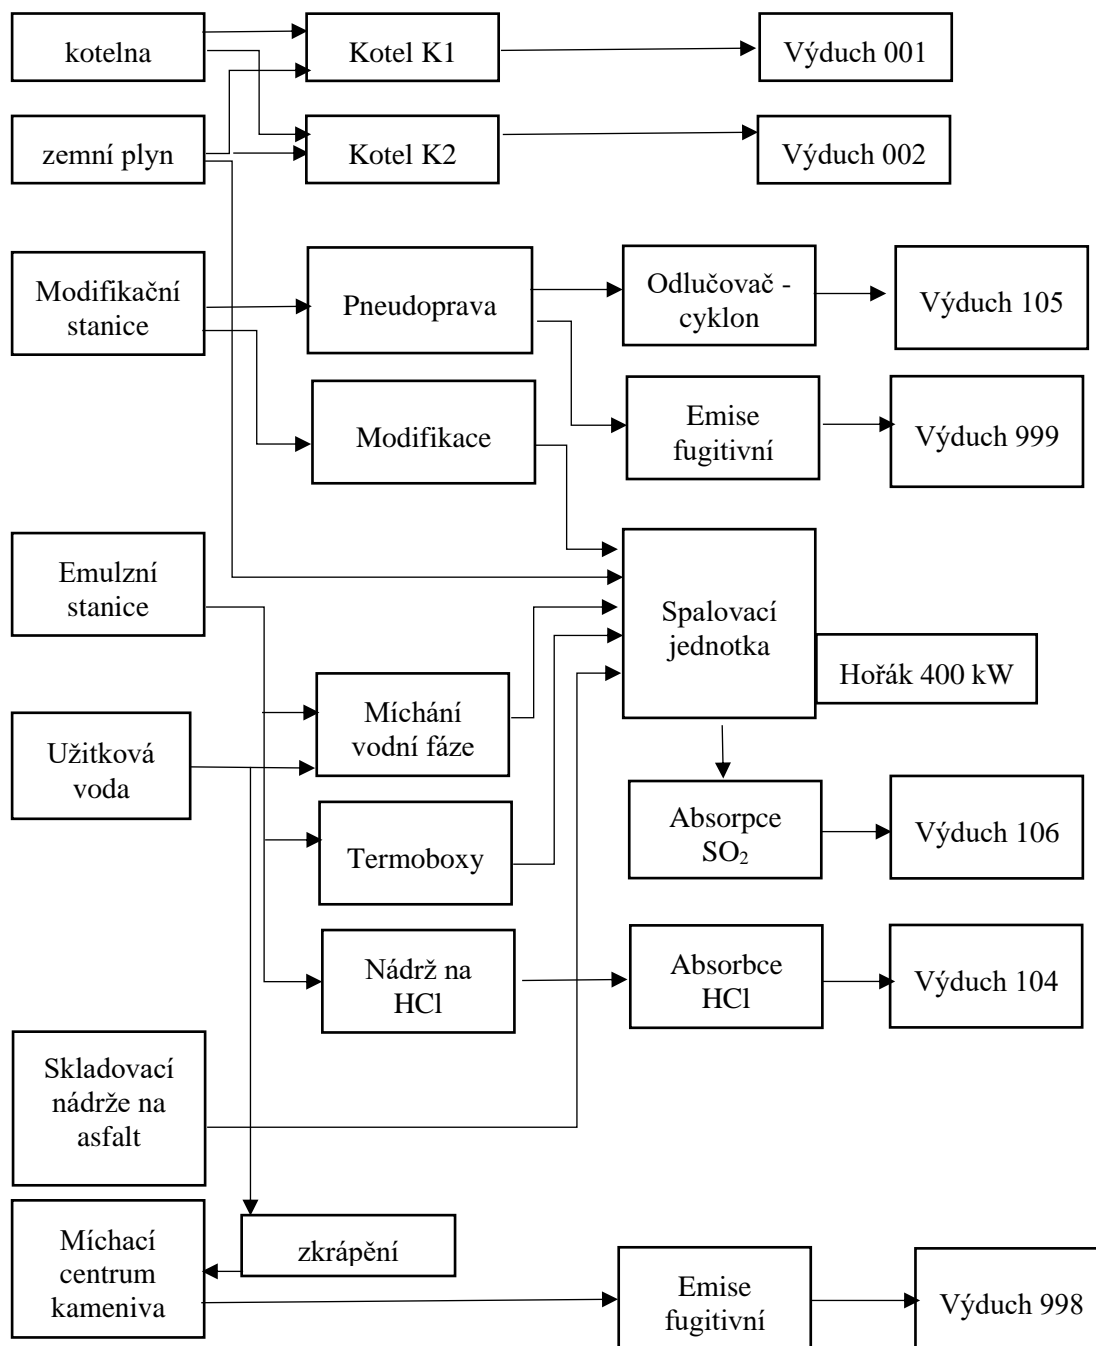 kotelna
Kotel K1
Výduch 001
zemní plyn
Kotel K2
Výduch 002
Modifikační
stanice
Pneudoprava
Odlučovač -
cyklon
Výduch 105
Modifikace
Emise
fugitivní
Výduch 999
Emulzní
stanice
Spalovací
jednotka
Hořák 400 kW
Míchání
vodní fáze
Užitková
voda
Termoboxy
Absorpce
SO₂
Výduch 106
Nádrž na
HCl
Absorbce
HCl
Výduch 104
Skladovací
nádrže na
asfalt
zkrápění
Míchací
centrum
kameniva
Emise
fugitivní
Výduch 998